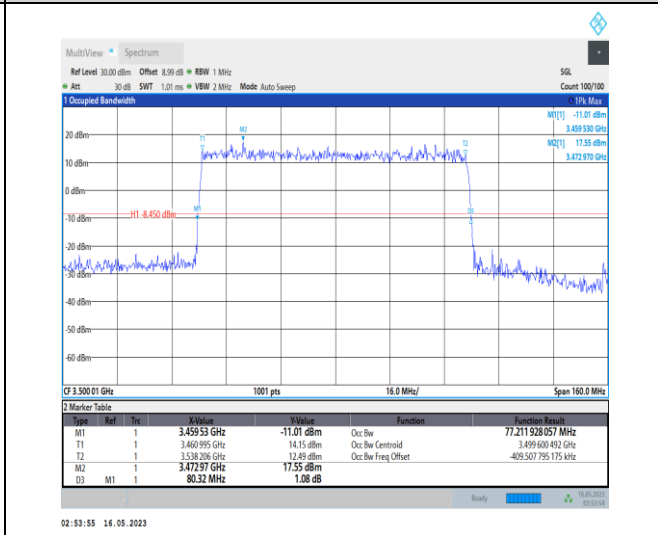 MultiView Spectrum
Ref Level 30.00 dBm Offset 8.99 dB RBW 1 MHz SGL
Att 30 dB SWT 1.01 ms VBW 2 MHz Mode Auto Sweep Count 100/100
1 Occupied Bandwidth 1Pk Max
M1[1] -11.01 dBm
3.459 530 GHz
M2[1] 17.55 dBm
3.472 970 GHz
20 dBm
T1
M2
T2
10 dBm
0 dBm
-10 dBm
H1 -8.450 dBm
M1
D3
-20 dBm
-30 dBm
-40 dBm
-50 dBm
-60 dBm
CF 3.500 01 GHz 1001 pts 16.0 MHz/ Span 160.0 MHz
2 Marker Table
Type Ref Trc X-Value Y-Value Function Function Result
M1 1 3.459 53 GHz -11.01 dBm Occ Bw 77.211 928 057 MHz
T1 1 3.460 995 GHz 14.15 dBm Occ Bw Centroid 3.499 600 492 GHz
T2 1 3.538 206 GHz 12.49 dBm Occ Bw Freq Offset -409.507 795 175 kHz
M2 1 3.472 97 GHz 17.55 dBm
D3 M1 1 80.32 MHz 1.08 dB
Ready 16.05.2023
02:53:54
02:53:55 16.05.2023